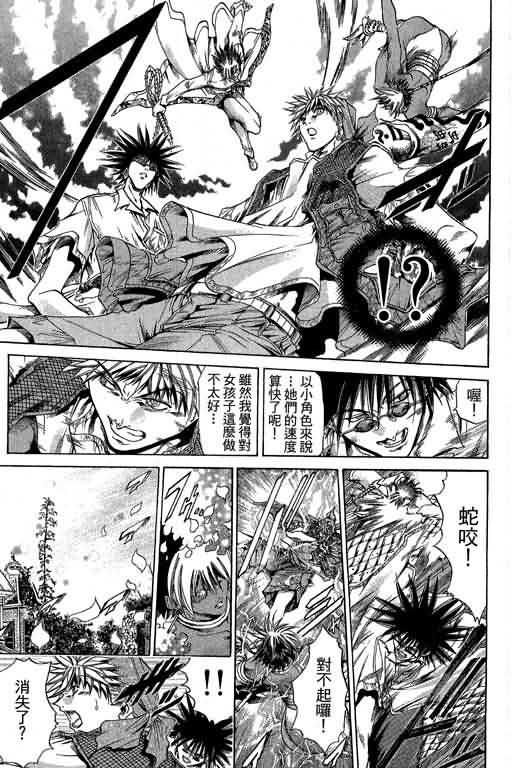 !?
喔!
以小角色來說
…她們的速度
算快了呢!
雖然我覺得對
女孩子這麼做
不太好…
蛇咬!
對不起囉!
!!
消失了?